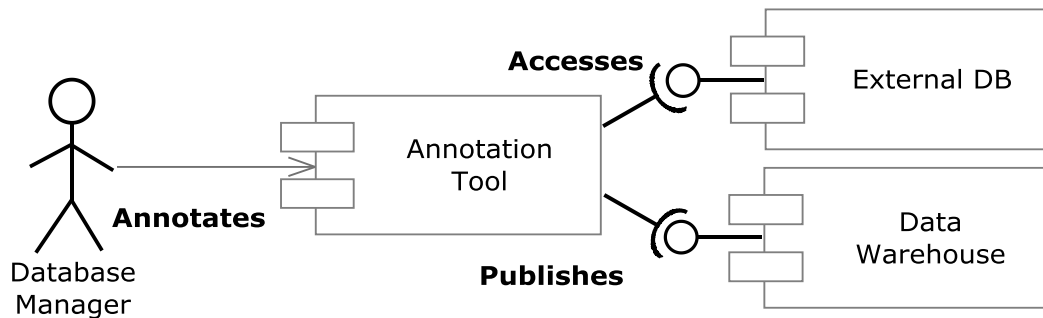 Accesses
External DB
Annotation
Tool
Annotates
Data
Warehouse
Database
Manager
Publishes